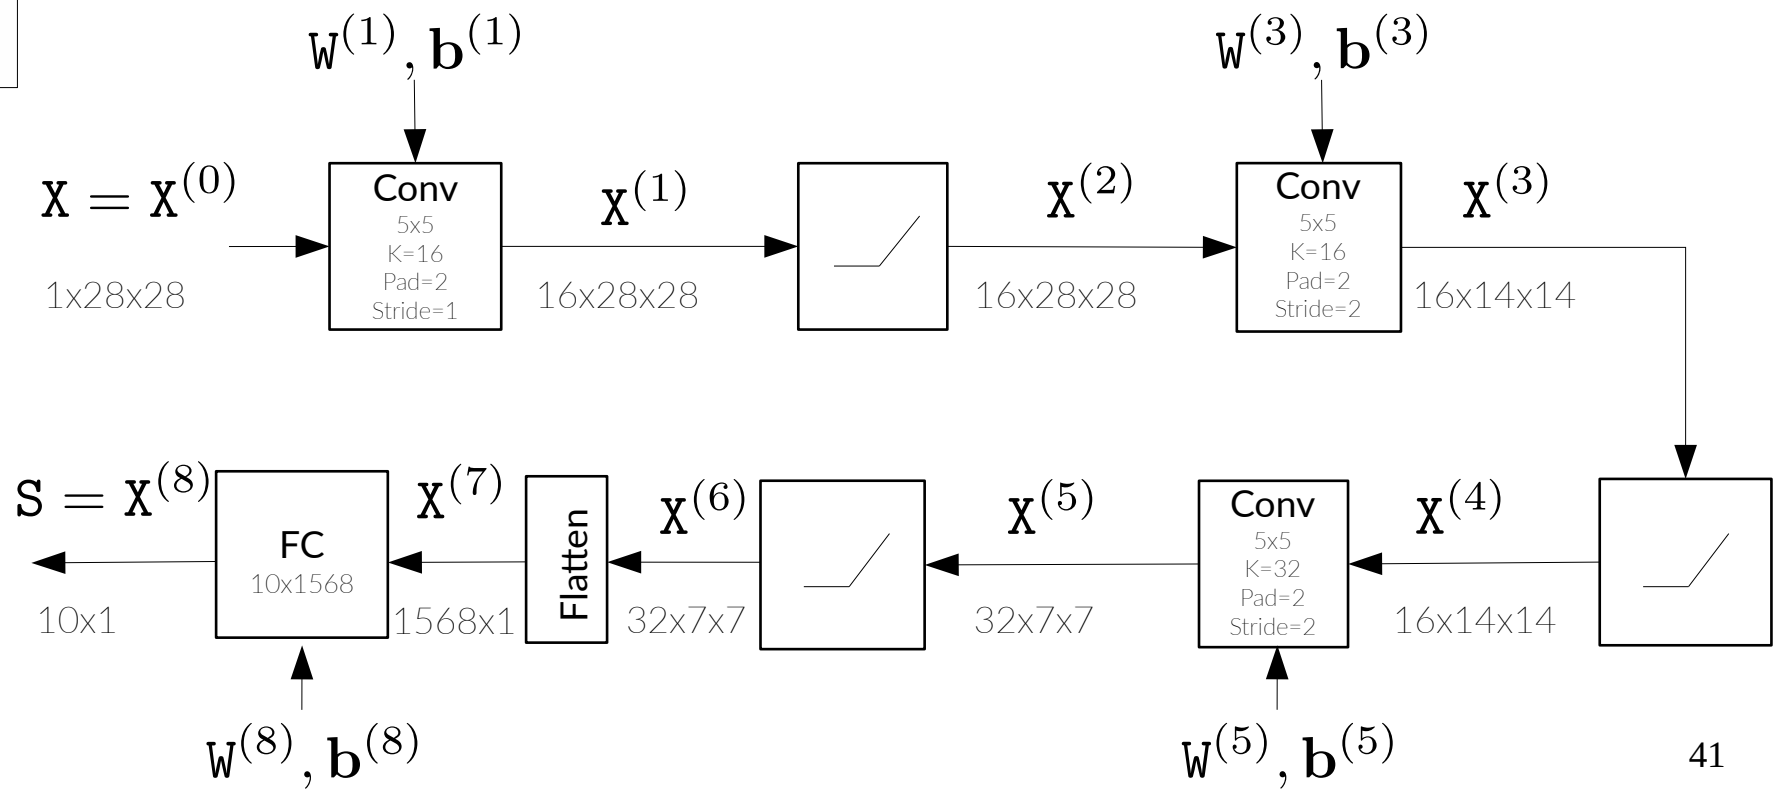 W^(1), b^(1)
W^(3), b^(3)
X = X^(0)
1x28x28
Conv
5x5
K=16
Pad=2
Stride=1
X^(1)
16x28x28
X^(2)
16x28x28
Conv
5x5
K=16
Pad=2
Stride=2
X^(3)
16x14x14
S = X^(8)
10x1
FC
10x1568
X^(7)
1568x1
Flatten
X^(6)
32x7x7
X^(5)
32x7x7
Conv
5x5
K=32
Pad=2
Stride=2
X^(4)
16x14x14
W^(8), b^(8)
W^(5), b^(5)
41